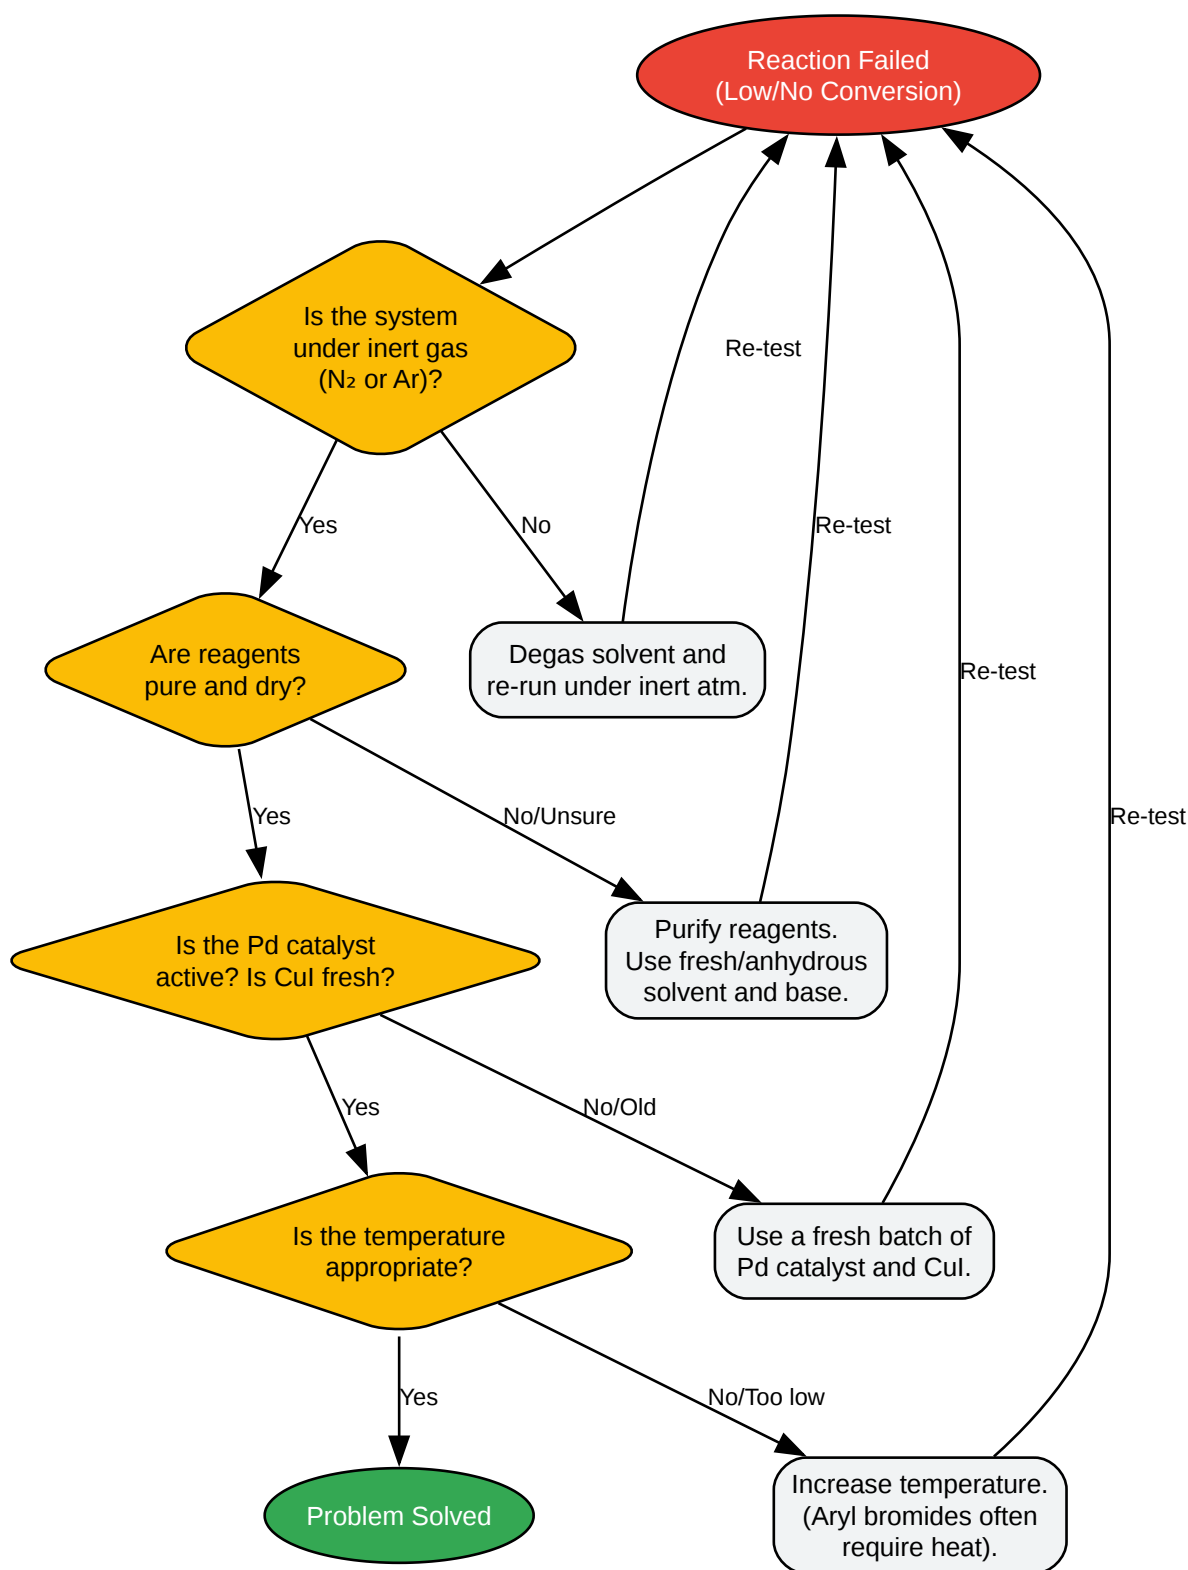 Reaction Failed
(Low/No Conversion)
Is the system
under inert gas
(N₂ or Ar)?
Re-test
Yes
No
Re-test
Are reagents
pure and dry?
Degas solvent and
re-run under inert atm.
Re-test
Yes
No/Unsure
Re-test
Is the Pd catalyst
active? Is CuI fresh?
Purify reagents.
Use fresh/anhydrous
solvent and base.
Yes
No/Old
Is the temperature
appropriate?
Use a fresh batch of
Pd catalyst and CuI.
Yes
No/Too low
Problem Solved
Increase temperature.
(Aryl bromides often
require heat).